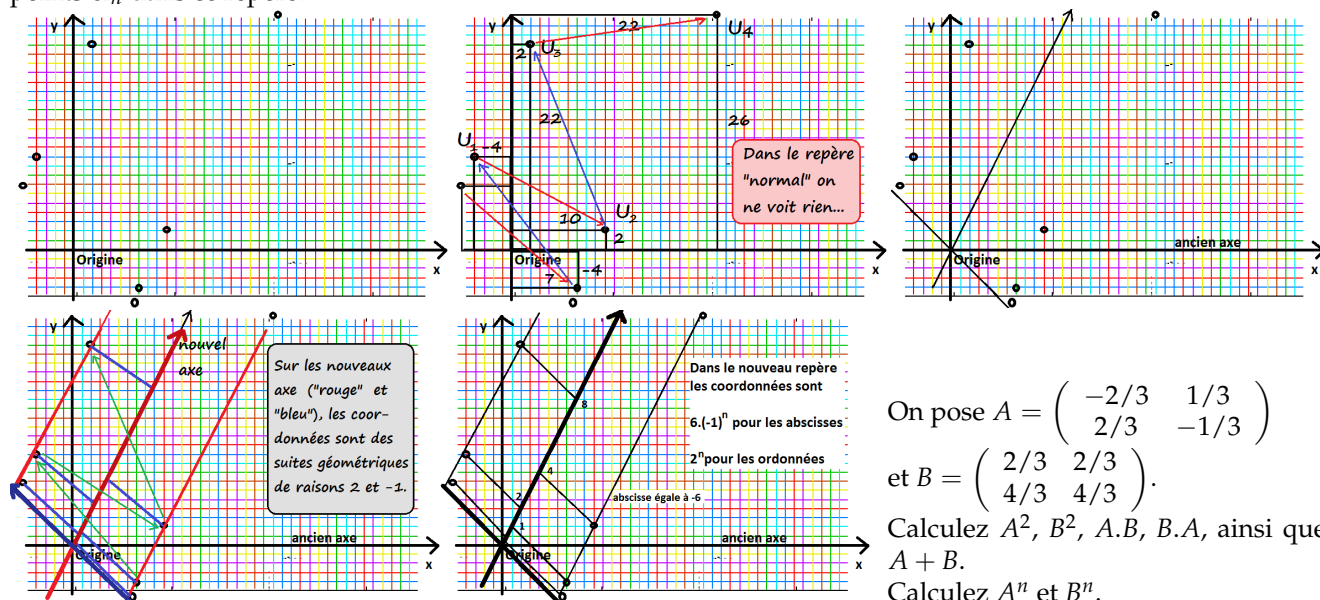 y
Origine
x
y
22
U4
2
U3
22
26
U1
-4
10
U2
2
Origine
-4
7
x
Dans le repère
"normal" on
ne voit rien...
y
ancien axe
Origine
x
y
nouvel
axe
Sur les nouveaux
axe ("rouge" et
"bleu"), les coor-
données sont des
suites géométriques
de raisons 2 et -1.
ancien axe
Origine
x
y
Dans le nouveau repère
les coordonnées sont
6.(-1)^n pour les abscisses
2^n pour les ordonnées
8
4
2
1
abscisse égale à -6
ancien axe
Origine
x
On pose A = ( -2/3 1/3
2/3 -1/3 )
et B = ( 2/3 2/3
4/3 4/3 ).
Calculez A², B², A.B, B.A, ainsi que
A + B.
Calculez Aⁿ et Bⁿ.